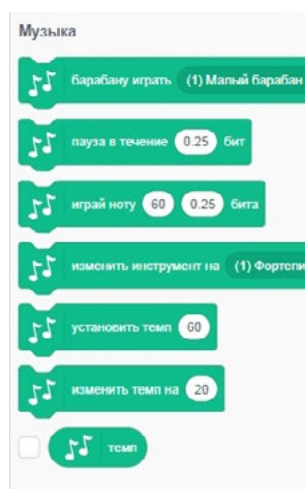 Музыка
барабану играть (1) Малый барабан
пауза в течение 0.25 бит
играй ноту 60 0.25 бита
изменить инструмент на (1) Фортепи
установить темп 60
изменить темп на 20
темп